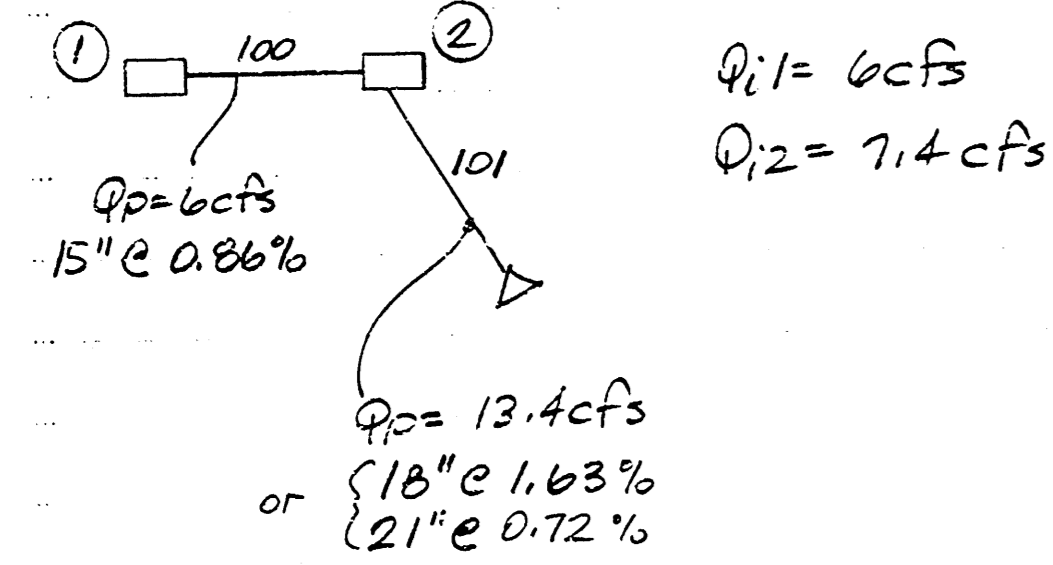 1
100
2
Qi1= 6cfs
Qi2= 7.4 cfs
101
Qp=6cfs
15" @ 0.86%
Qp= 13.4cfs
or {18" @ 1.63%
{21" @ 0.72%